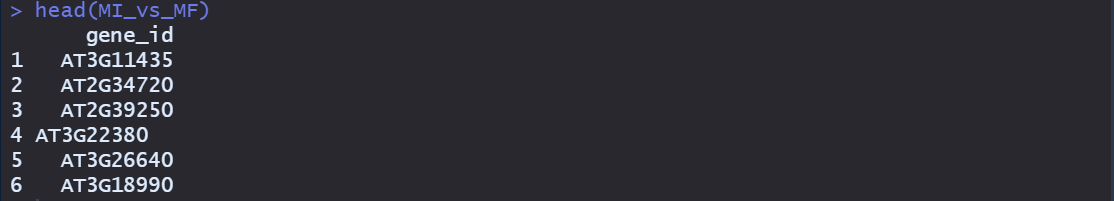 > head(MI_vs_MF)
gene_id
1 AT3G11435
2 AT2G34720
3 AT2G39250
4 AT3G22380
5 AT3G26640
6 AT3G18990